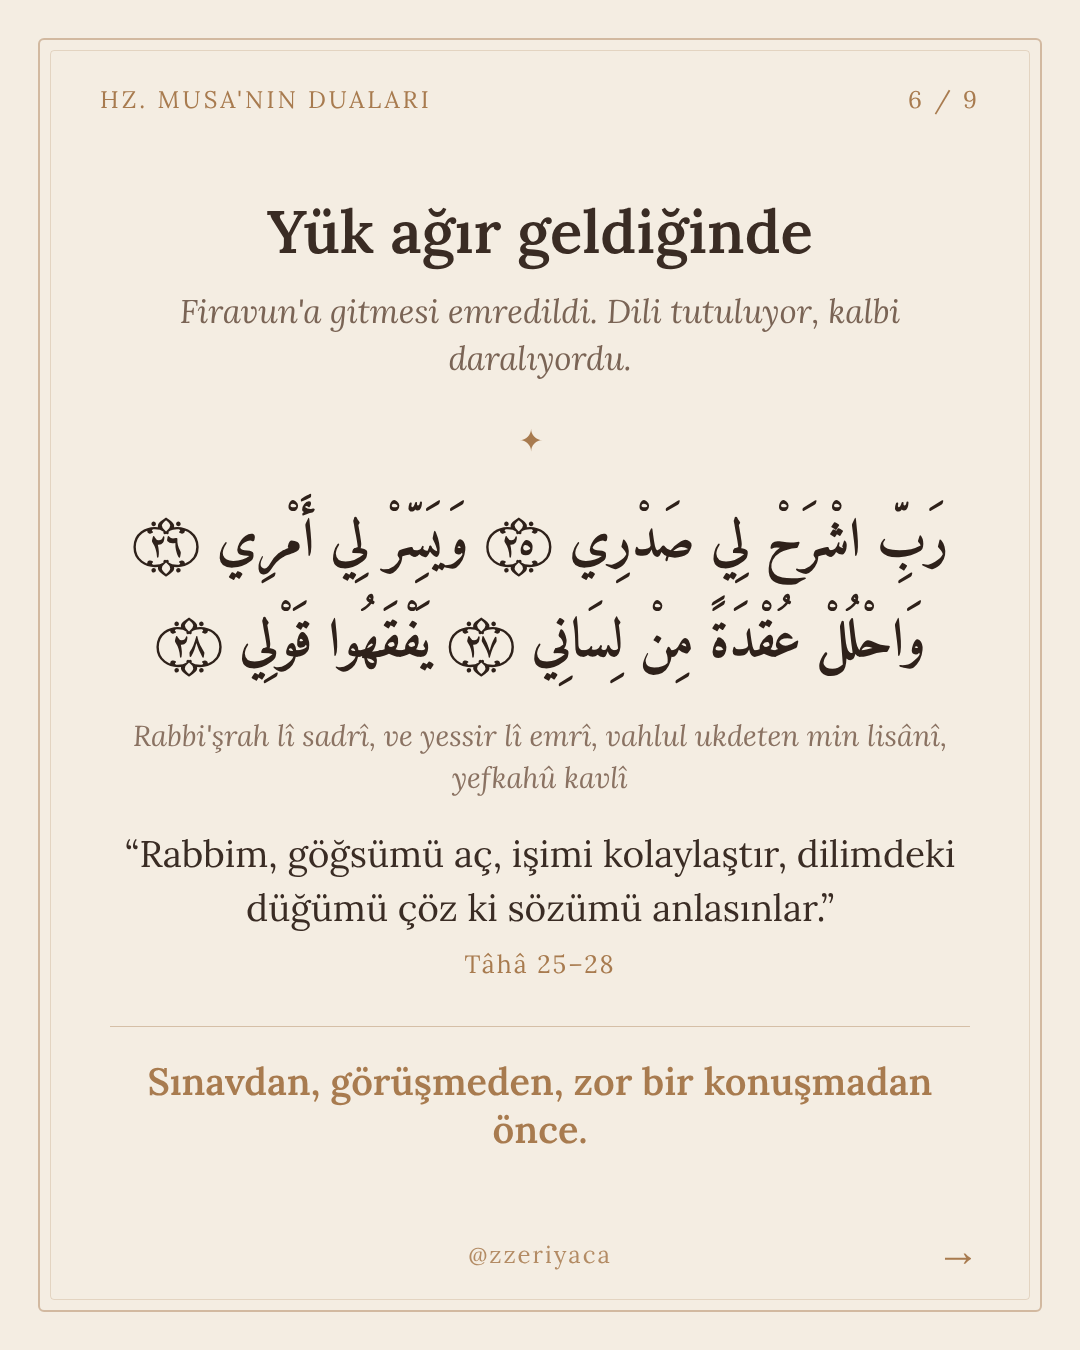 HZ. MUSA'NIN DUALARI
6 / 9
Yük ağır geldiğinde
Firavun'a gitmesi emredildi. Dili tutuluyor, kalbi
daralıyordu.
رَبِّ اشْرَحْ لِي صَدْرِي ۝٢٥ وَيَسِّرْ لِي أَمْرِي ۝٢٦
وَاحْلُلْ عُقْدَةً مِنْ لِسَانِي ۝٢٧ يَفْقَهُوا قَوْلِي ۝٢٨
Rabbi'şrah lî sadrî, ve yessir lî emrî, vahlul ukdeten min lisânî,
yefkahû kavlî
“Rabbim, göğsümü aç, işimi kolaylaştır, dilimdeki
düğümü çöz ki sözümü anlasınlar.”
Tâhâ 25–28
Sınavdan, görüşmeden, zor bir konuşmadan
önce.
@zzeriyaca
→